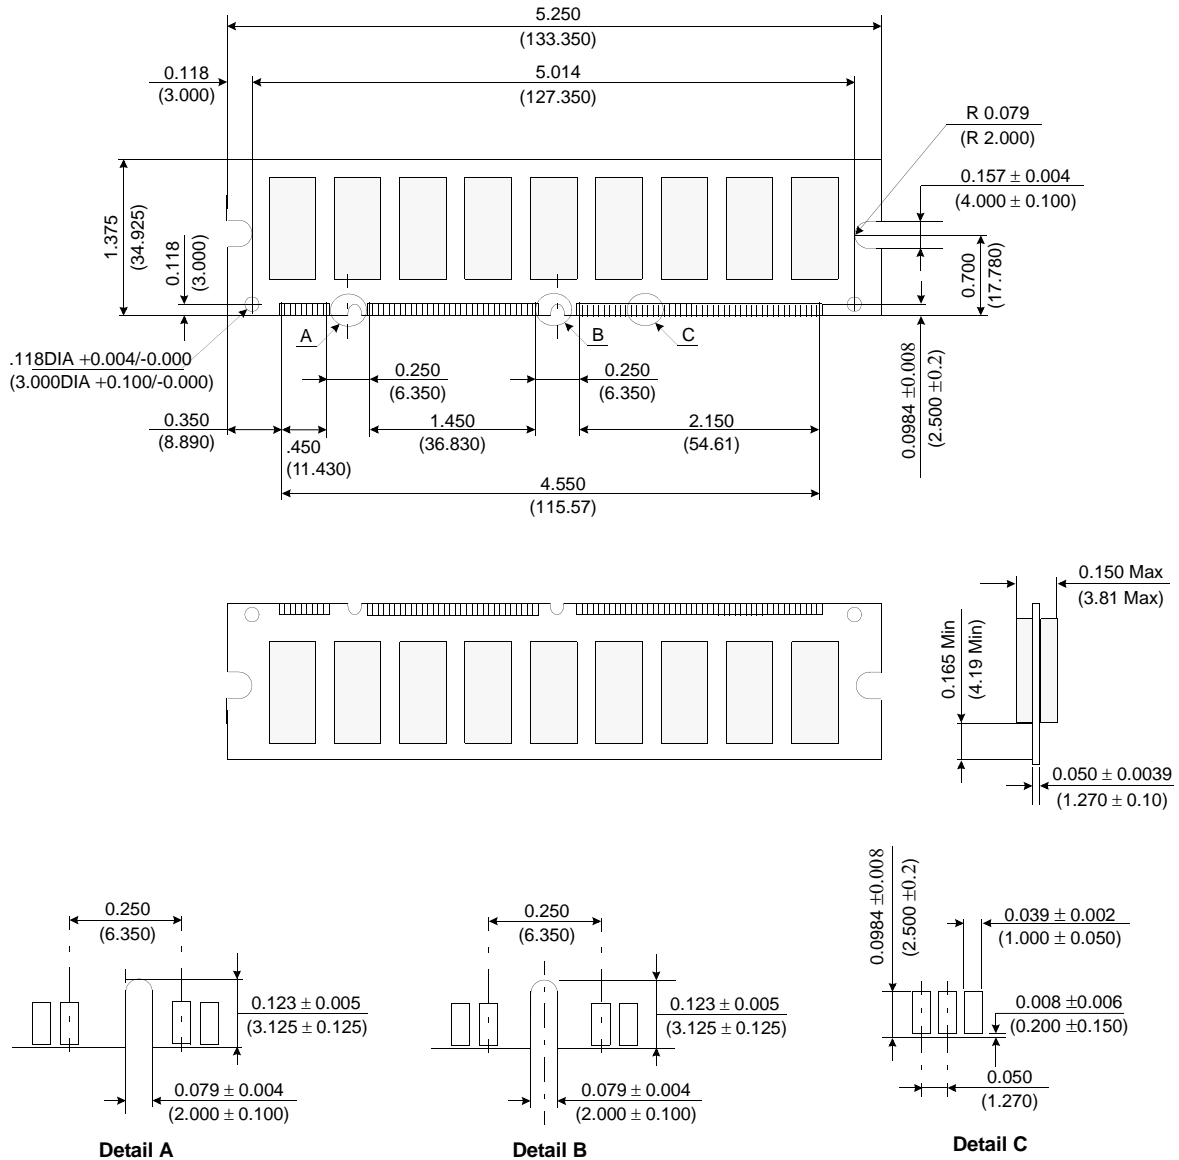 5.250
(133.350)
0.118
(3.000)
5.014
(127.350)
R 0.079
(R 2.000)
0.157 ± 0.004
(4.000 ± 0.100)
1.375
(34.925)
0.118
(3.000)
0.700
(17.780)
A
B
C
.118DIA +0.004/-0.000
(3.000DIA +0.100/-0.000)
0.250
(6.350)
0.250
(6.350)
0.0984 ±0.008
(2.500 ±0.2)
0.350
(8.890)
.450
(11.430)
1.450
(36.830)
2.150
(54.61)
4.550
(115.57)
0.150 Max
(3.81 Max)
0.165 Min
(4.19 Min)
0.050 ± 0.0039
(1.270 ± 0.10)
0.250
(6.350)
0.123 ± 0.005
(3.125 ± 0.125)
0.079 ± 0.004
(2.000 ± 0.100)
Detail A
0.250
(6.350)
0.123 ± 0.005
(3.125 ± 0.125)
0.079 ± 0.004
(2.000 ± 0.100)
Detail B
0.0984 ±0.008
(2.500 ±0.2)
0.039 ± 0.002
(1.000 ± 0.050)
0.008 ±0.006
(0.200 ±0.150)
0.050
(1.270)
Detail C